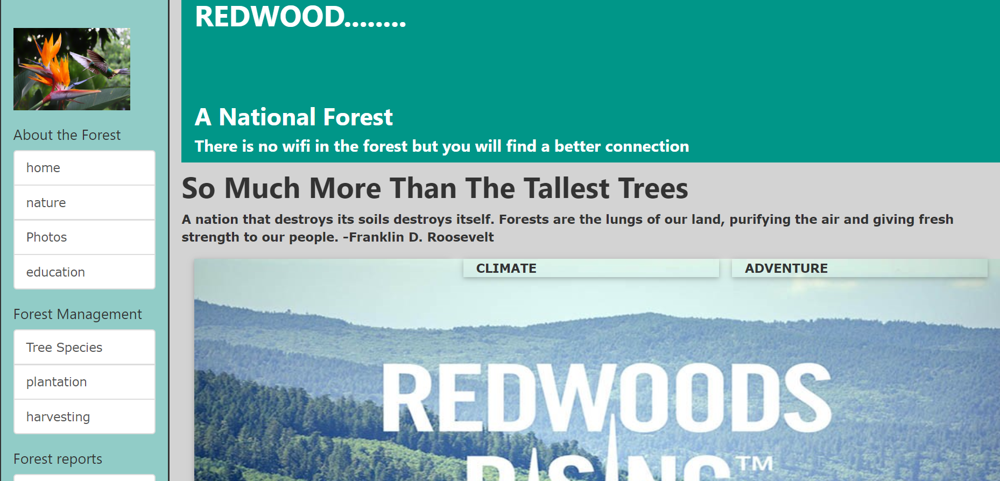 About the Forest
home
nature
Photos
education
Forest Management
Tree Species
plantation
harvesting
Forest reports
REDWOOD........
A National Forest
There is no wifi in the forest but you will find a better connection
So Much More Than The Tallest Trees
A nation that destroys its soils destroys itself. Forests are the lungs of our land, purifying the air and giving fresh
strength to our people. -Franklin D. Roosevelt
CLIMATE
ADVENTURE
REDWOODS
RISING™